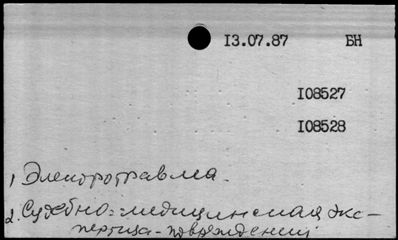 13.07.87 БН
108527
108528
1) Электротравма.
2. Судебно-медицинская экс-
пертиза - повреждений